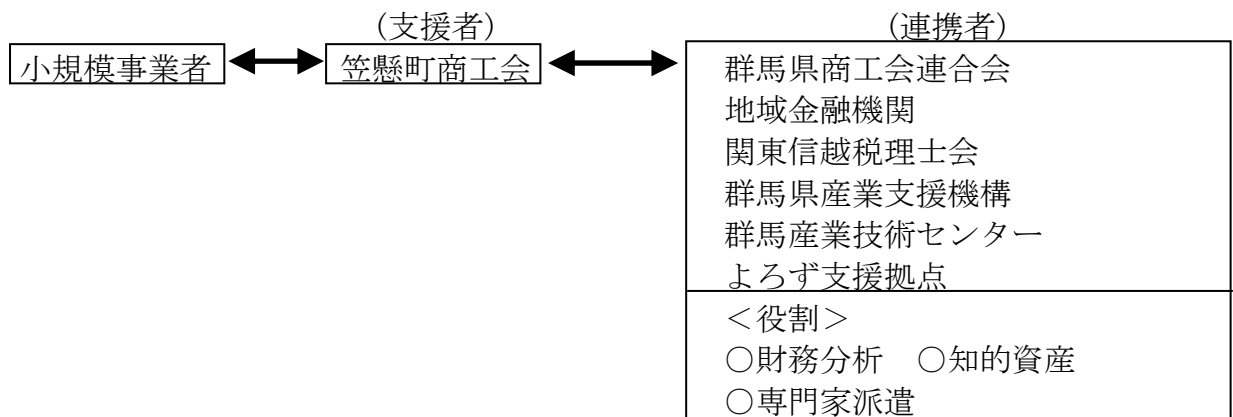 (支援者)
(連携者)
小規模事業者
笠懸町商工会
群馬県商工会連合会
地域金融機関
関東信越税理士会
群馬県産業支援機構
群馬産業技術センター
よろず支援拠点
＜役割＞
○財務分析　○知的資産
○専門家派遣